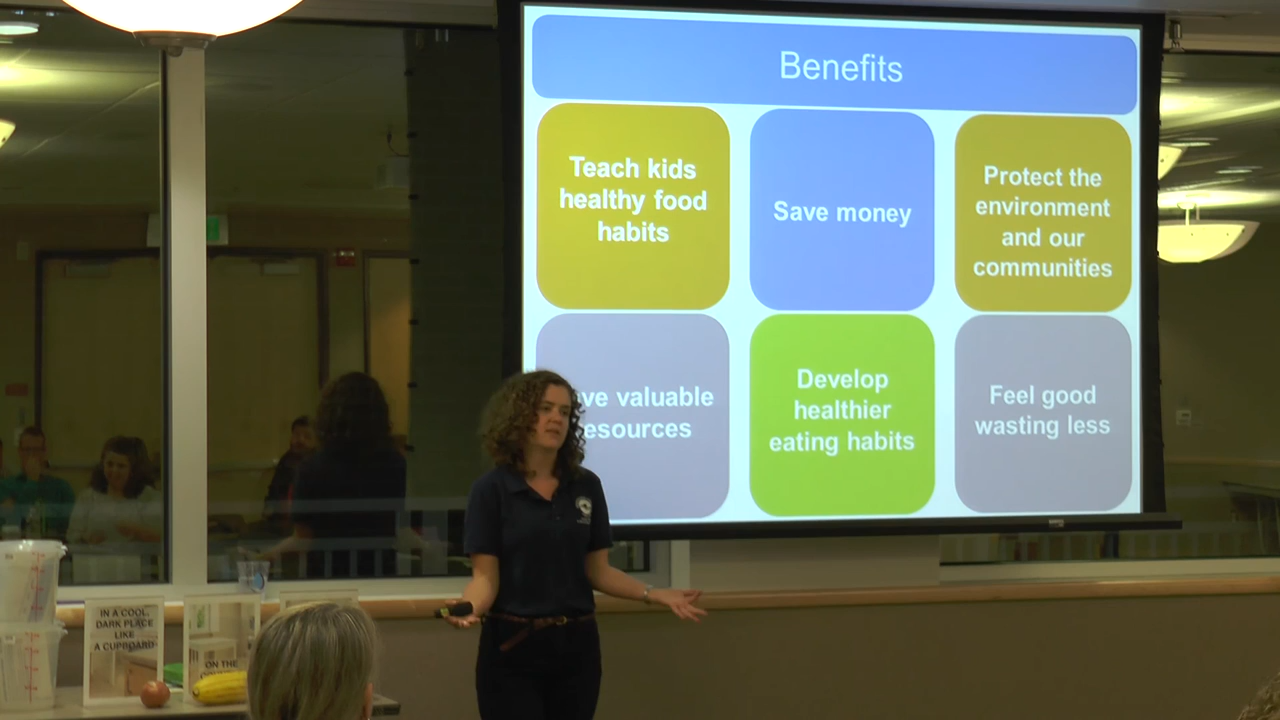 Benefits
Teach kids
healthy food
habits
Save money
Protect the
environment
and our
communities
ve valuable
esources
Develop
healthier
eating habits
Feel good
wasting less
IN A COOL,
DARK PLACE
LIKE
A CUPBOARD
ON THE